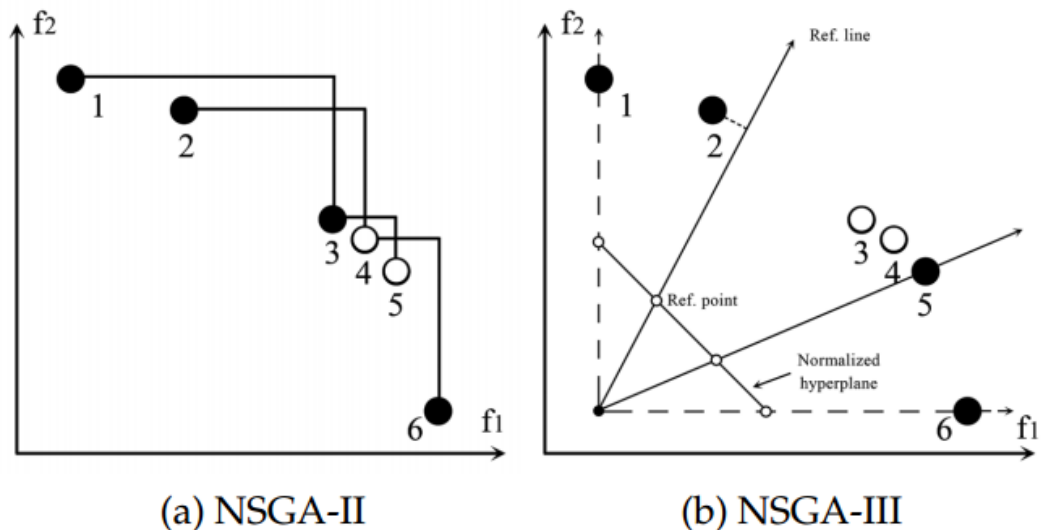 f2
1
2
3
4
5
6
f1
(a) NSGA-II
f2
Ref. line
1
2
3
4
5
Ref. point
Normalized
hyperplane
6
f1
(b) NSGA-III